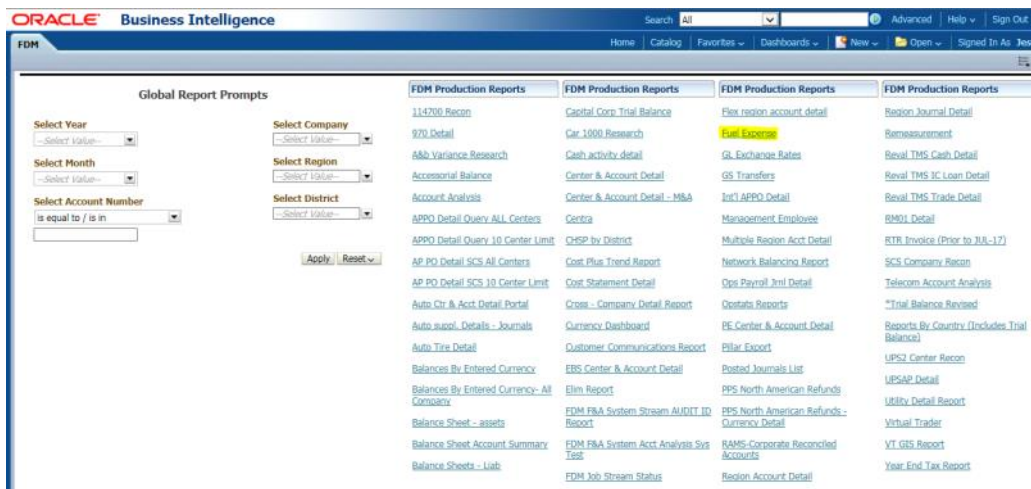 ORACLE Business Intelligence
Search All Advanced Help Sign Out
FDM
Home Catalog Favorites Dashboards New Open Signed In As Jes
Global Report Prompts
Select Year
--Select Value--
Select Month
--Select Value--
Select Account Number
is equal to / is in
Select Company
--Select Value--
Select Region
--Select Value--
Select District
--Select Value--
Apply Reset
FDM Production Reports
114700 Recon
970 Detail
A&b Variance Research
Accessorial Balance
Account Analysis
APPO Detail Query ALL Centers
APPO Detail Query 10 Center Limit
AP PO Detail SCS All Centers
AP PO Detail SCS 10 Center Limit
Auto Ctr & Acct Detail Portal
Auto suppl. Details - Journals
Auto Tire Detail
Balances By Entered Currency
Balances By Entered Currency- All
Company
Balance Sheet - assets
Balance Sheet Account Summary
Balance Sheets - Liab
FDM Production Reports
Capital Corp Trial Balance
Car 1000 Research
Cash activity detail
Center & Account Detail
Center & Account Detail - M&A
Centra
CHSP by District
Cost Plus Trend Report
Cost Statement Detail
Cross - Company Detail Report
Currency Dashboard
Customer Communications Report
EBS Center & Account Detail
Elim Report
FDM F&A System Stream AUDIT ID
Report
FDM F&A System Acct Analysis Sys
Test
FDM Job Stream Status
FDM Production Reports
Flex region account detail
Fuel Expense
GL Exchange Rates
GS Transfers
Int'l APPO Detail
Management Employee
Multiple Region Acct Detail
Network Balancing Report
Ops Payroll Jrnl Detail
Opstats Reports
PE Center & Account Detail
Pillar Export
Posted Journals List
PPS North American Refunds
PPS North American Refunds -
Currency Detail
RAMS-Corporate Reconciled
Accounts
Region Account Detail
FDM Production Reports
Region Journal Detail
Remeasurement
Reval TMS Cash Detail
Reval TMS IC Loan Detail
Reval TMS Trade Detail
RM01 Detail
RTR Invoice (Prior to JUL-17)
SCS Company Recon
Telecom Account Analysis
*Trial Balance Revised
Reports By Country (Includes Trial
Balance)
UPS2 Center Recon
UPSAP Detail
Utility Detail Report
Virtual Trader
VT GIS Report
Year End Tax Report